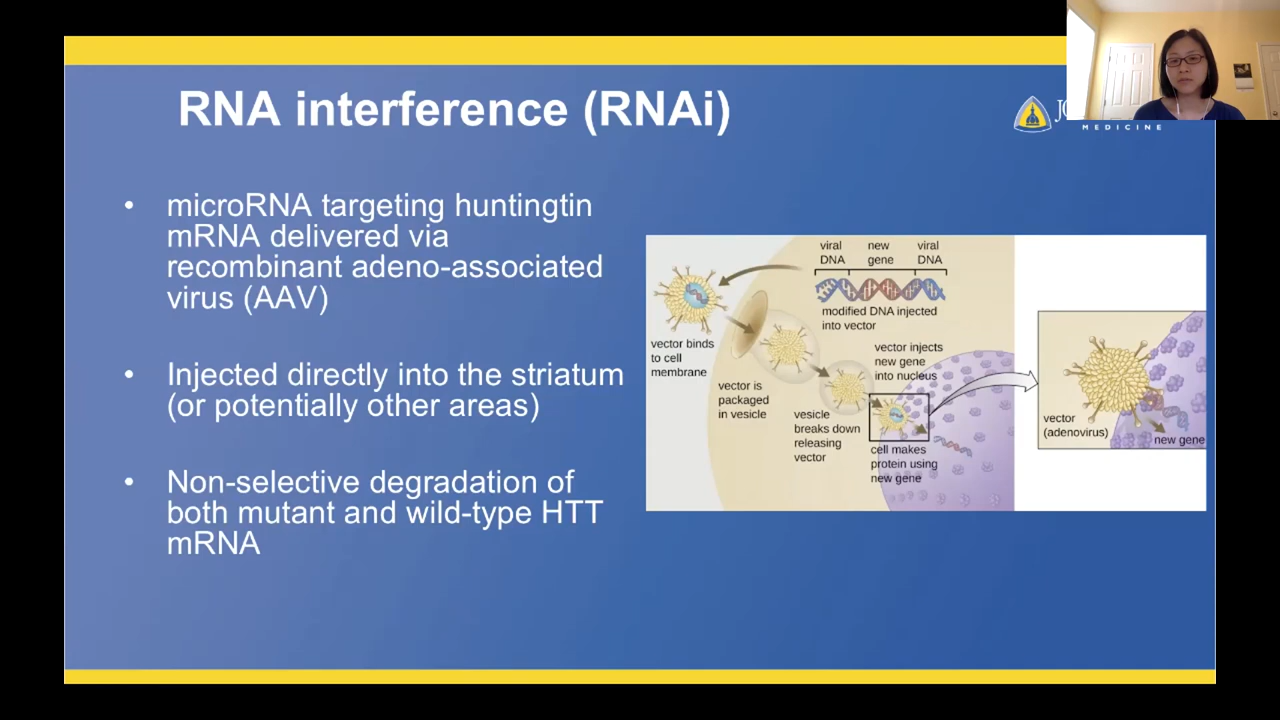 RNA interference (RNAi)
MEDICINE
• microRNA targeting huntingtin
mRNA delivered via
recombinant adeno-associated
virus (AAV)
• Injected directly into the striatum
(or potentially other areas)
• Non-selective degradation of
both mutant and wild-type HTT
mRNA
viral
DNA
new
gene
viral
DNA
modified DNA injected
into vector
vector binds
to cell
membrane
vector is
packaged
in vesicle
vesicle
breaks down
releasing
vector
vector injects
new gene
into nucleus
cell makes
protein using
new gene
vector
(adenovirus)
new gene